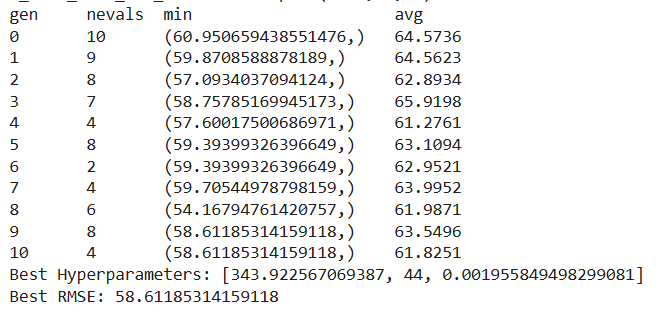 gen nevals min avg
0 10 (60.950659438551476,) 64.5736
1 9 (59.8708588878189,) 64.5623
2 8 (57.0934037094124,) 62.8934
3 7 (58.75785169945173,) 65.9198
4 4 (57.60017500686971,) 61.2761
5 8 (59.39399326396649,) 63.1094
6 2 (59.39399326396649,) 62.9521
7 4 (59.70544978798159,) 63.9952
8 6 (54.16794761420757,) 61.9871
9 8 (58.61185314159118,) 63.5496
10 4 (58.61185314159118,) 61.8251
Best Hyperparameters: [343.922567069387, 44, 0.001955849498299081]
Best RMSE: 58.61185314159118